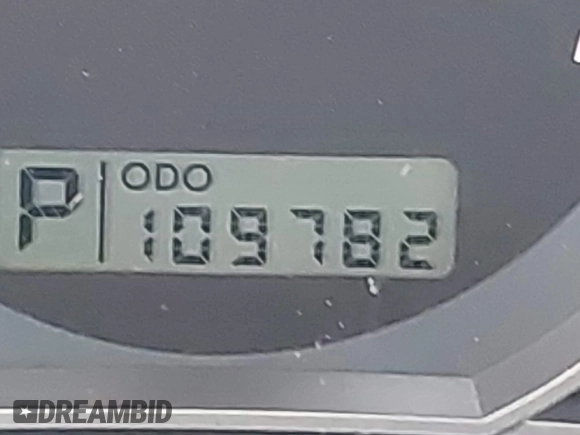 P
ODO
109782
DREAMBID